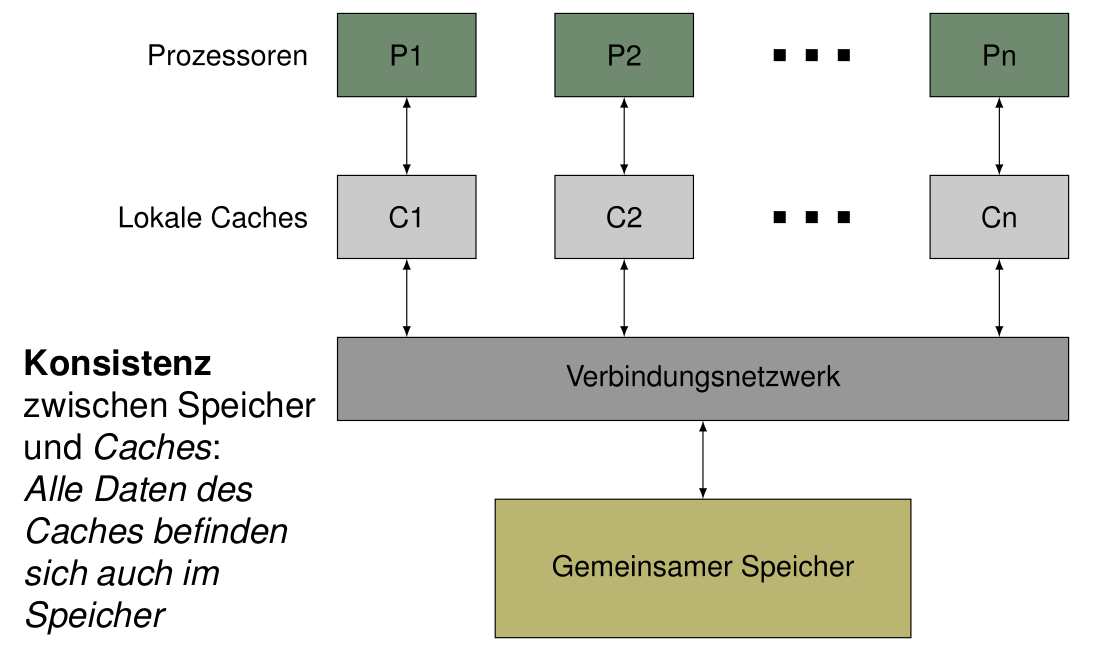 Prozessoren P1 P2 Pn
Lokale Caches C1 C2 Cn
Verbindungsnetzwerk
Konsistenz
zwischen Speicher
und Caches:
Alle Daten des
Caches befinden
sich auch im
Speicher
Gemeinsamer Speicher